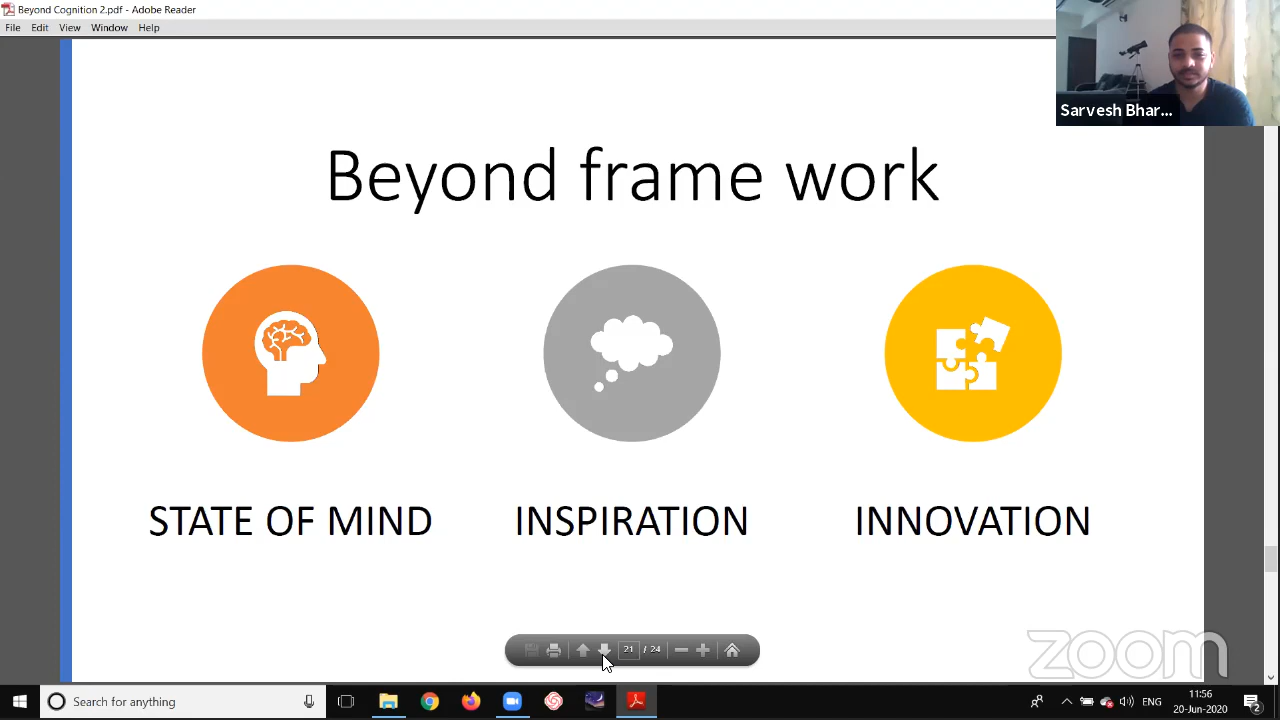 Beyond Cognition 2.pdf - Adobe Reader
File Edit View Window Help
Sarvesh Bhar...
Beyond frame work
STATE OF MIND
INSPIRATION
INNOVATION
21 / 24
zoom
Search for anything
ENG
11:56
20-Jun-2020
2